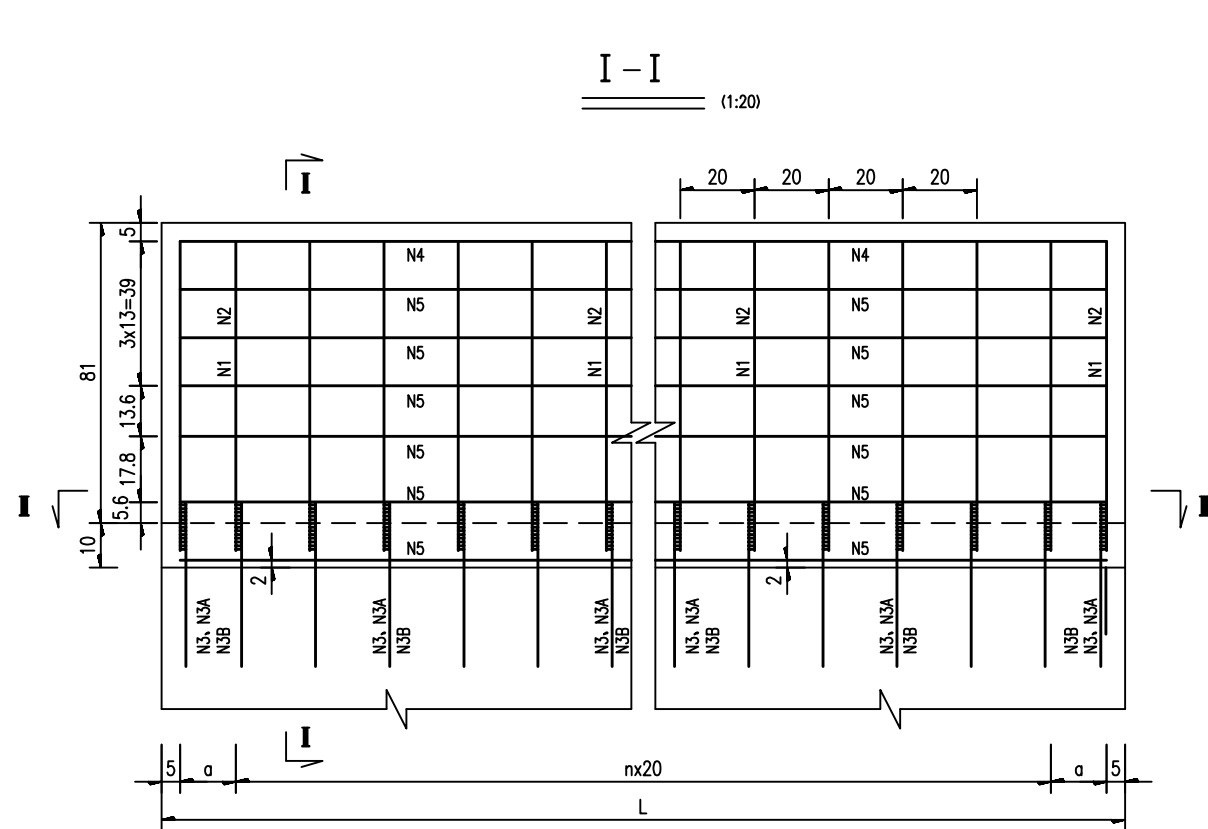 I-I
(1:20)
I
20 20 20 20
5
N4 N4
3x13=39
N2 N5 N2 N2 N5 N2
N1 N5 N1 N1 N5 N1
81
13.6
N5 N5
17.8
N5 N5
I
5.6
N5 N5
I
10
N5 N5
2 2
N3、N3A
N3B
N3、N3A
N3B
N3、N3A
N3B
N3、N3A
N3B
N3、N3A
N3B
N3B
N3、N3A
I
5 a nx20 a 5
L